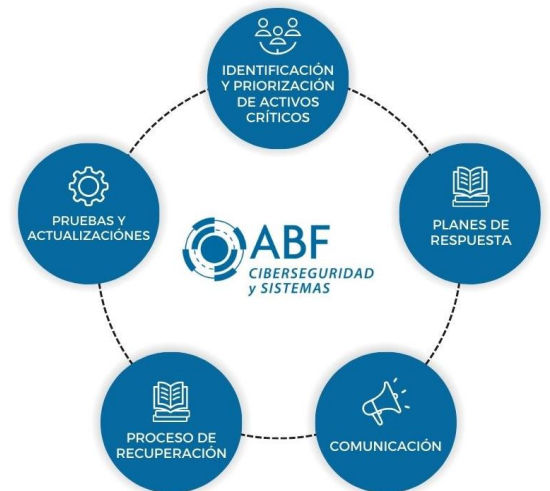 IDENTIFICACIÓN
Y PRIORIZACIÓN
DE ACTIVOS
CRÍTICOS
PLANES DE
RESPUESTA
COMUNICACIÓN
PROCESO DE
RECUPERACIÓN
PRUEBAS Y
ACTUALIZACIÓNES
ABF
CIBERSEGURIDAD
y SISTEMAS